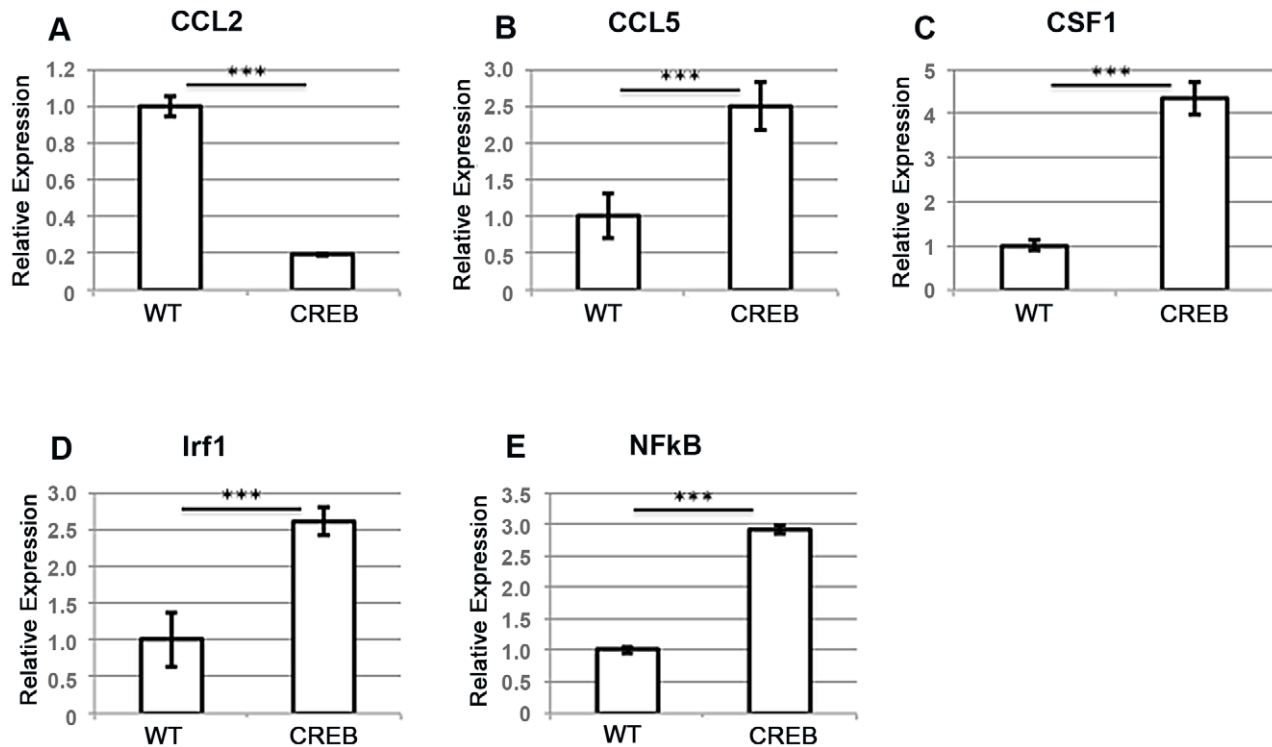 A
CCL2
Relative Expression
1.2
1.0
0.8
0.6
0.4
0.2
0
***
WT
CREB
B
CCL5
Relative Expression
3.0
2.5
2.0
1.5
1.0
0.5
0
***
WT
CREB
C
CSF1
Relative Expression
5
4
3
2
1
0
***
WT
CREB
D
Irf1
Relative Expression
3.0
2.5
2.0
1.5
1.0
0.5
0
***
WT
CREB
E
NFkB
Relative Expression
3.5
3.0
2.5
2.0
1.5
1.0
0.5
0
***
WT
CREB